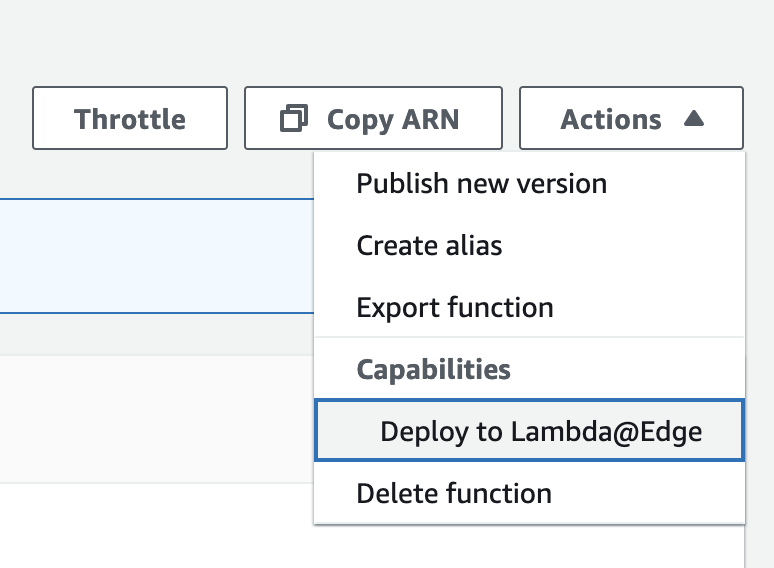 Throttle
Copy ARN
Actions
Publish new version
Create alias
Export function
Capabilities
Deploy to Lambda@Edge
Delete function